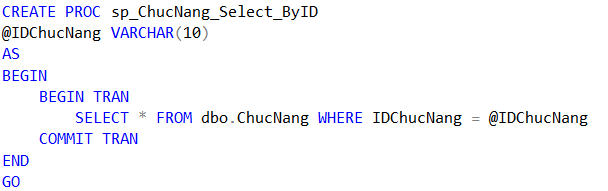 CREATE PROC sp_ChucNang_Select_ByID
@IDChucNang VARCHAR(10)
AS
BEGIN
    BEGIN TRAN
        SELECT * FROM dbo.ChucNang WHERE IDChucNang = @IDChucNang
    COMMIT TRAN
END
GO